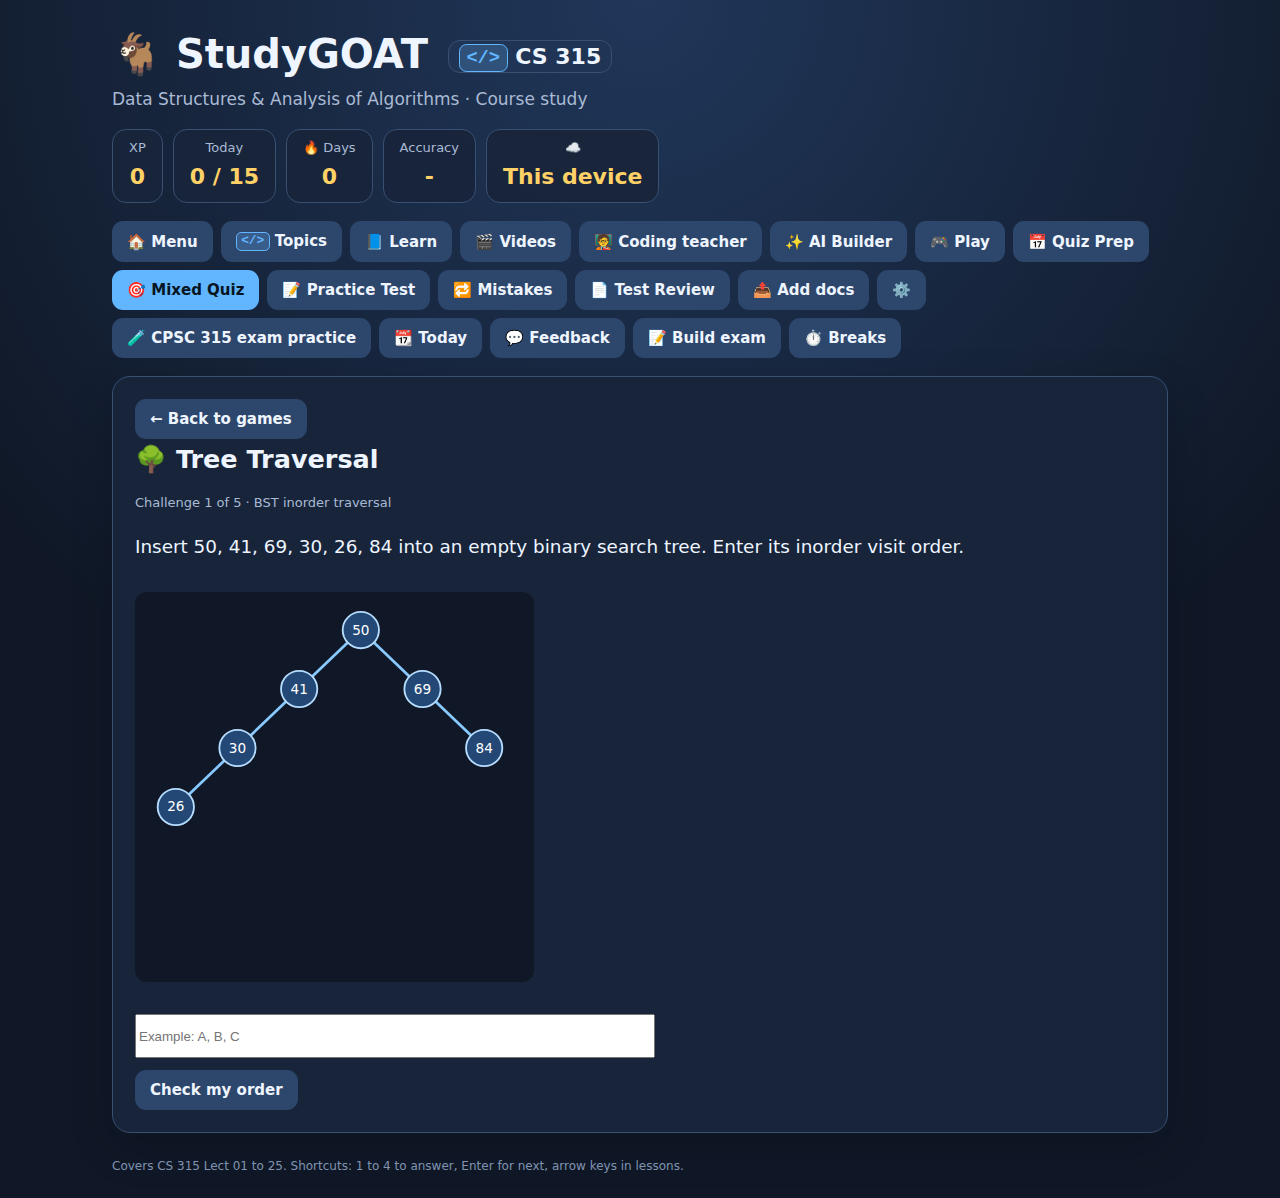 StudyGOAT </> CS 315
Data Structures & Analysis of Algorithms · Course study
XP Today Days Accuracy
0 0 / 15 0 - This device
Menu </> Topics Learn Videos Coding teacher AI Builder Play Quiz Prep
Mixed Quiz Practice Test Mistakes Test Review Add docs
CPSC 315 exam practice Today Feedback Build exam Breaks
← Back to games
Tree Traversal
Challenge 1 of 5 · BST inorder traversal
Insert 50, 41, 69, 30, 26, 84 into an empty binary search tree. Enter its inorder visit order.
50
41 69
30 84
26
Example: A, B, C
Check my order
Covers CS 315 Lect 01 to 25. Shortcuts: 1 to 4 to answer, Enter for next, arrow keys in lessons.